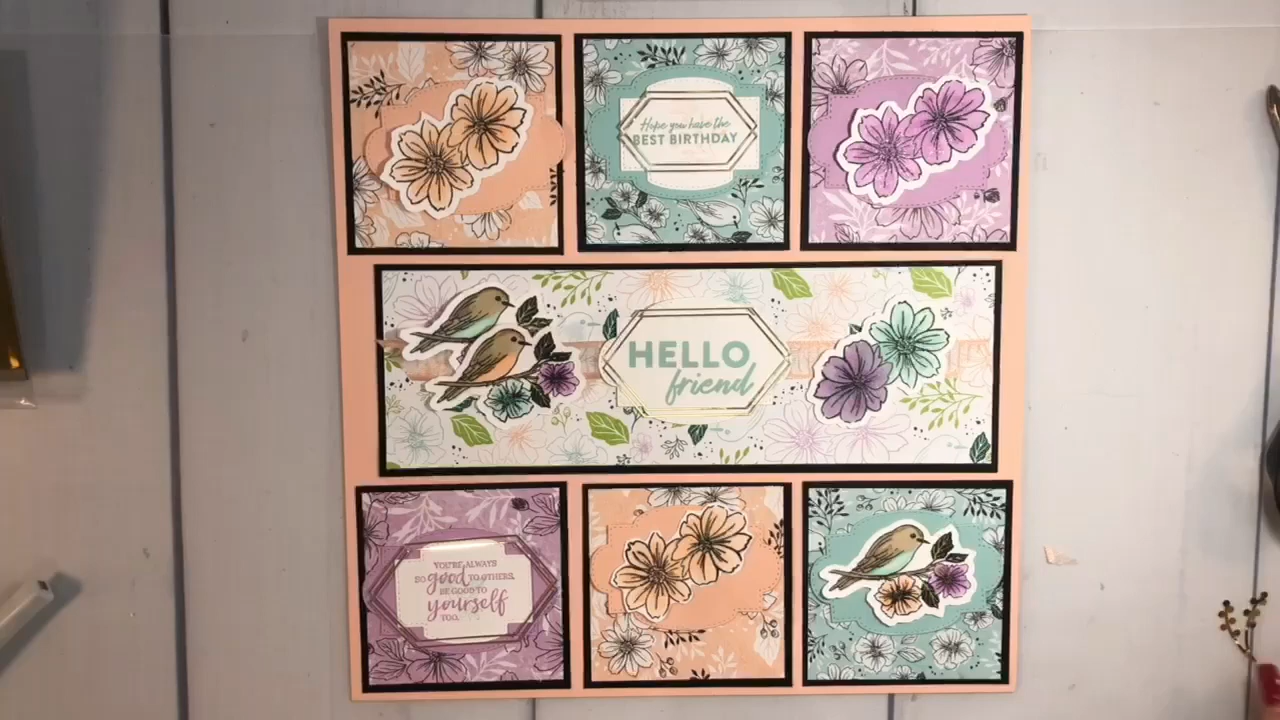 Hope you have the
BEST BIRTHDAY
HELLO
friend
YOU'RE ALWAYS
SO good TO OTHERS,
BE GOOD TO
yourself
TOO.